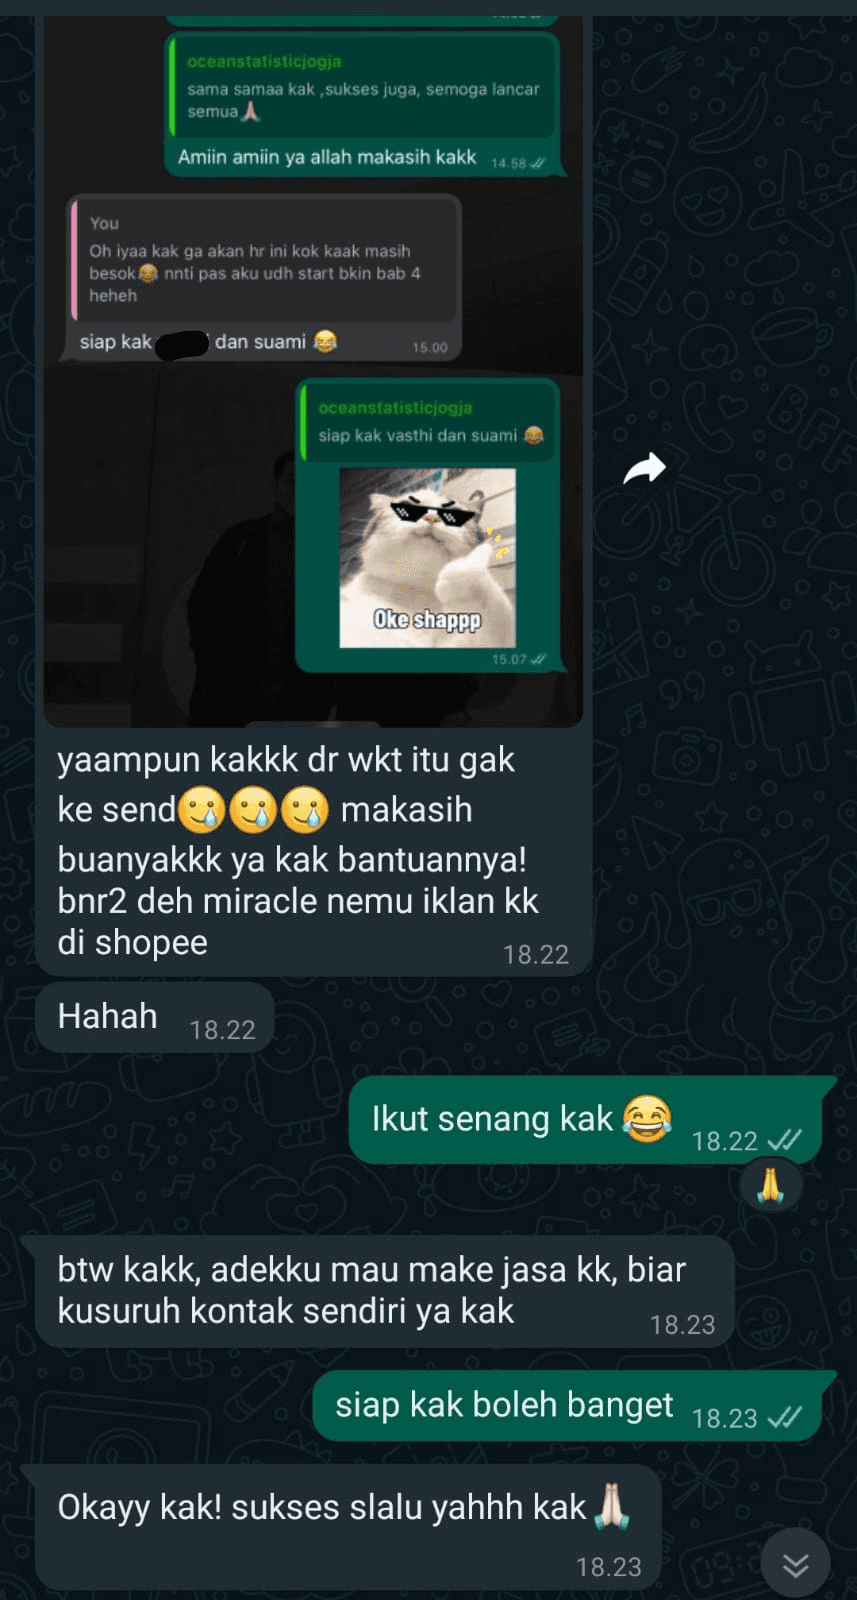 oceanstatisticjogja
sama samaa kak ,sukses juga, semoga lancar
semua🙏🏻
Amiin amiin ya allah makasih kakk 14.58
You
Oh iyaa kak ga akan hr ini kok kaak masih
besok😂 nnti pas aku udh start bkin bab 4
heheh
siap kak dan suami 😂 15.00
oceanstatisticjogja
siap kak vasthi dan suami 😂
Oke shappp
15.07
yaampun kakkk dr wkt itu gak
ke send🥲🥲🥲 makasih
buanyakkk ya kak bantuannya!
bnr2 deh miracle nemu iklan kk
di shopee 18.22
Hahah 18.22
Ikut senang kak😂 18.22
🙏
btw kakk, adekku mau make jasa kk, biar
kusuruh kontak sendiri ya kak 18.23
siap kak boleh banget 18.23
Okayy kak! sukses slalu yahhh kak🙏🏻
18.23